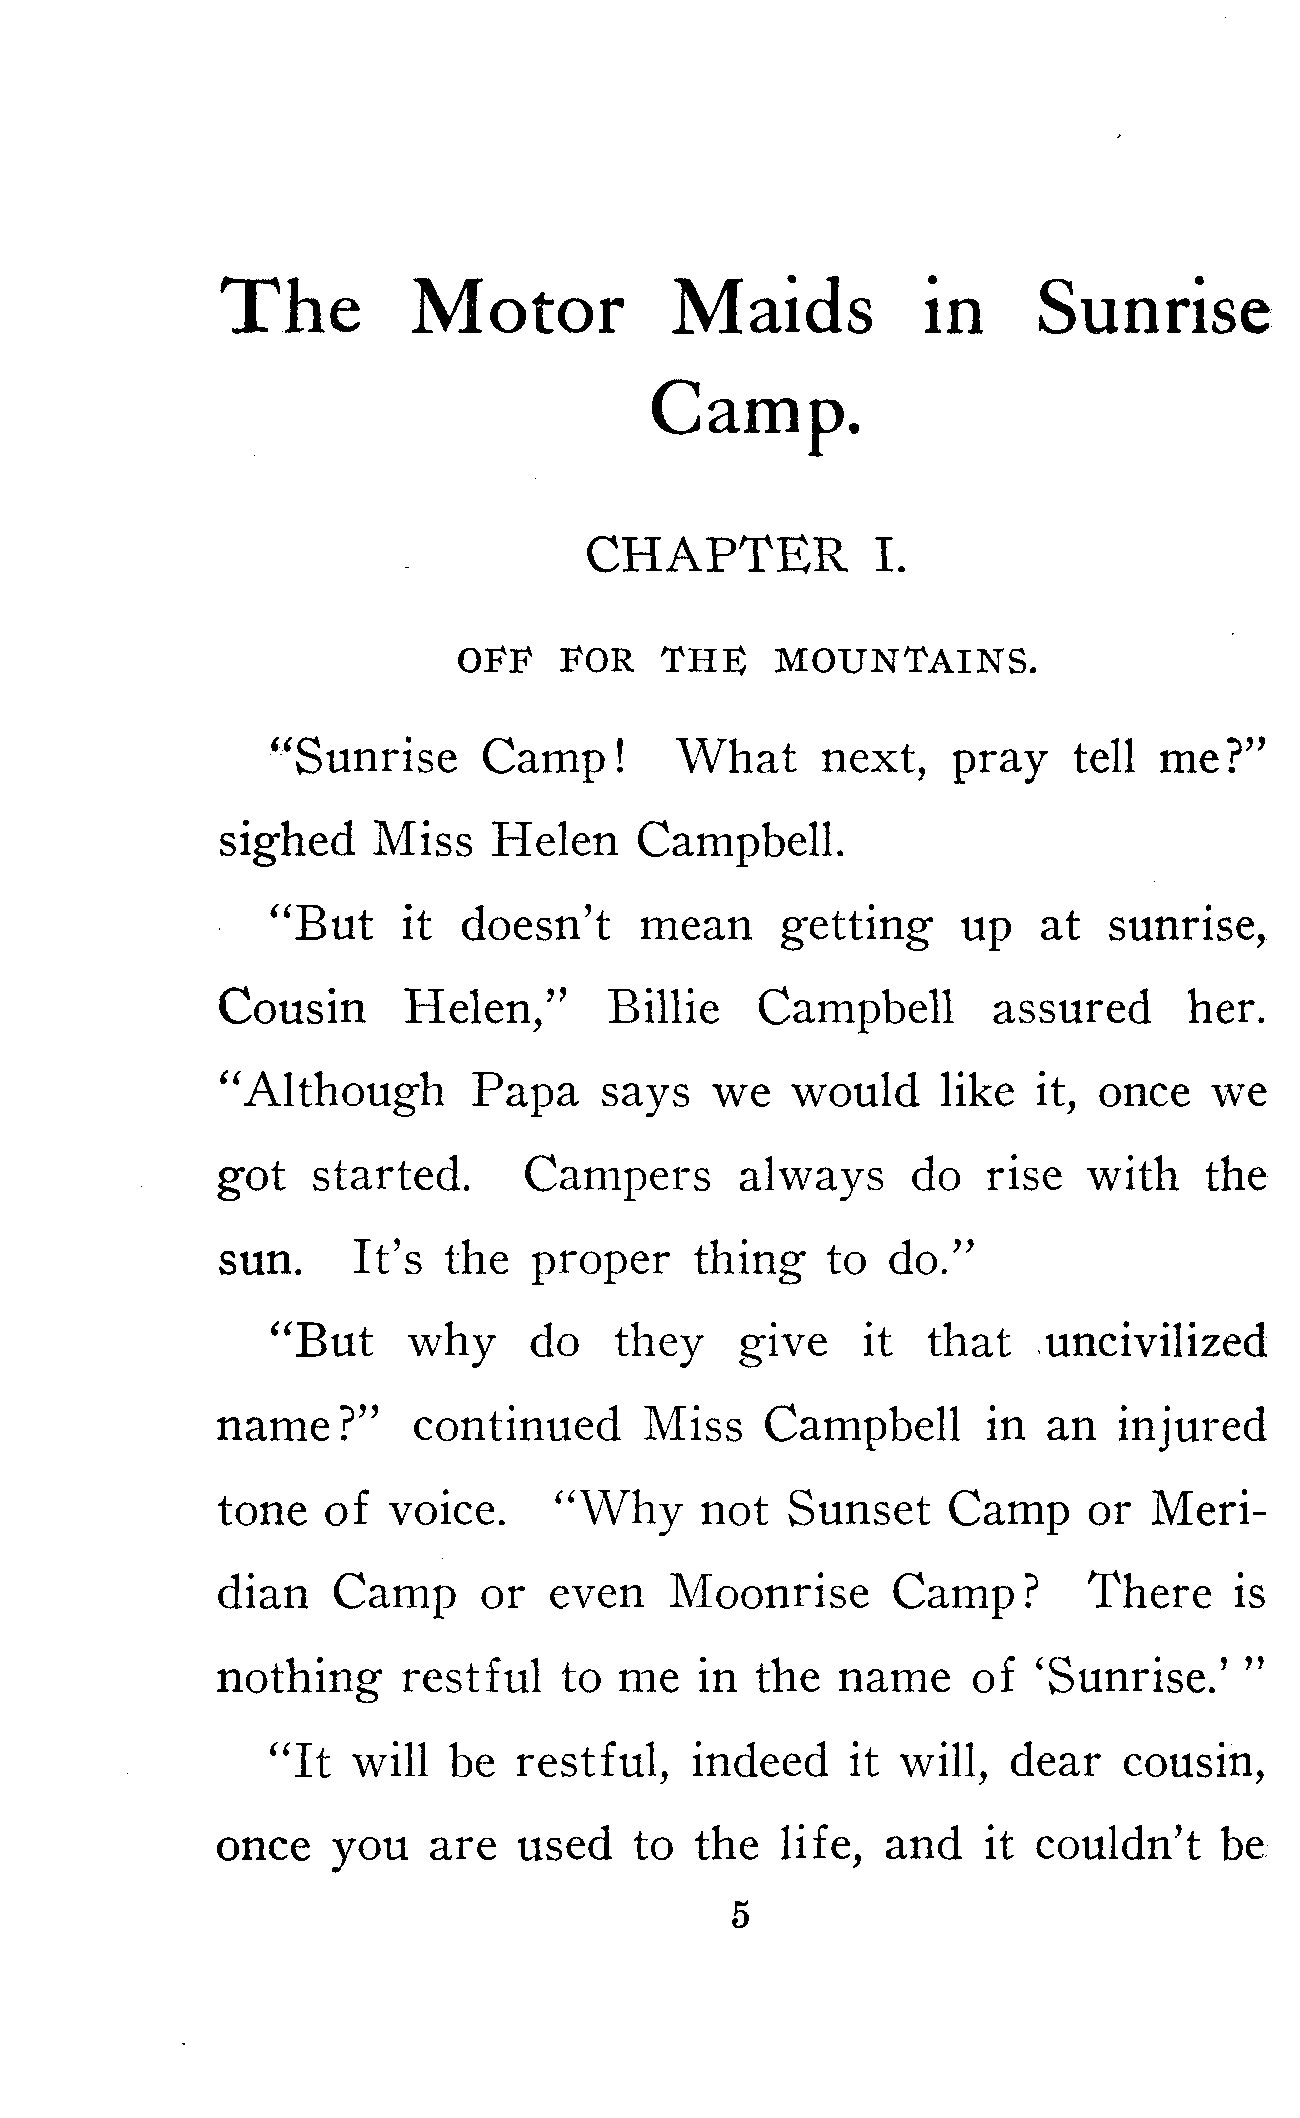 The Motor Maids in Sunrise
Camp.
CHAPTER I.
OFF FOR THE MOUNTAINS.
"Sunrise Camp! What next, pray tell me?"
sighed Miss Helen Campbell.
"But it doesn't mean getting up at sunrise,
Cousin Helen," Billie Campbell assured her.
"Although Papa says we would like it, once we
got started. Campers always do rise with the
sun. It's the proper thing to do."
"But why do they give it that uncivilized
name?" continued Miss Campbell in an injured
tone of voice. "Why not Sunset Camp or Meri-
dian Camp or even Moonrise Camp? There is
nothing restful to me in the name of 'Sunrise.' "
"It will be restful, indeed it will, dear cousin,
once you are used to the life, and it couldn't be
5